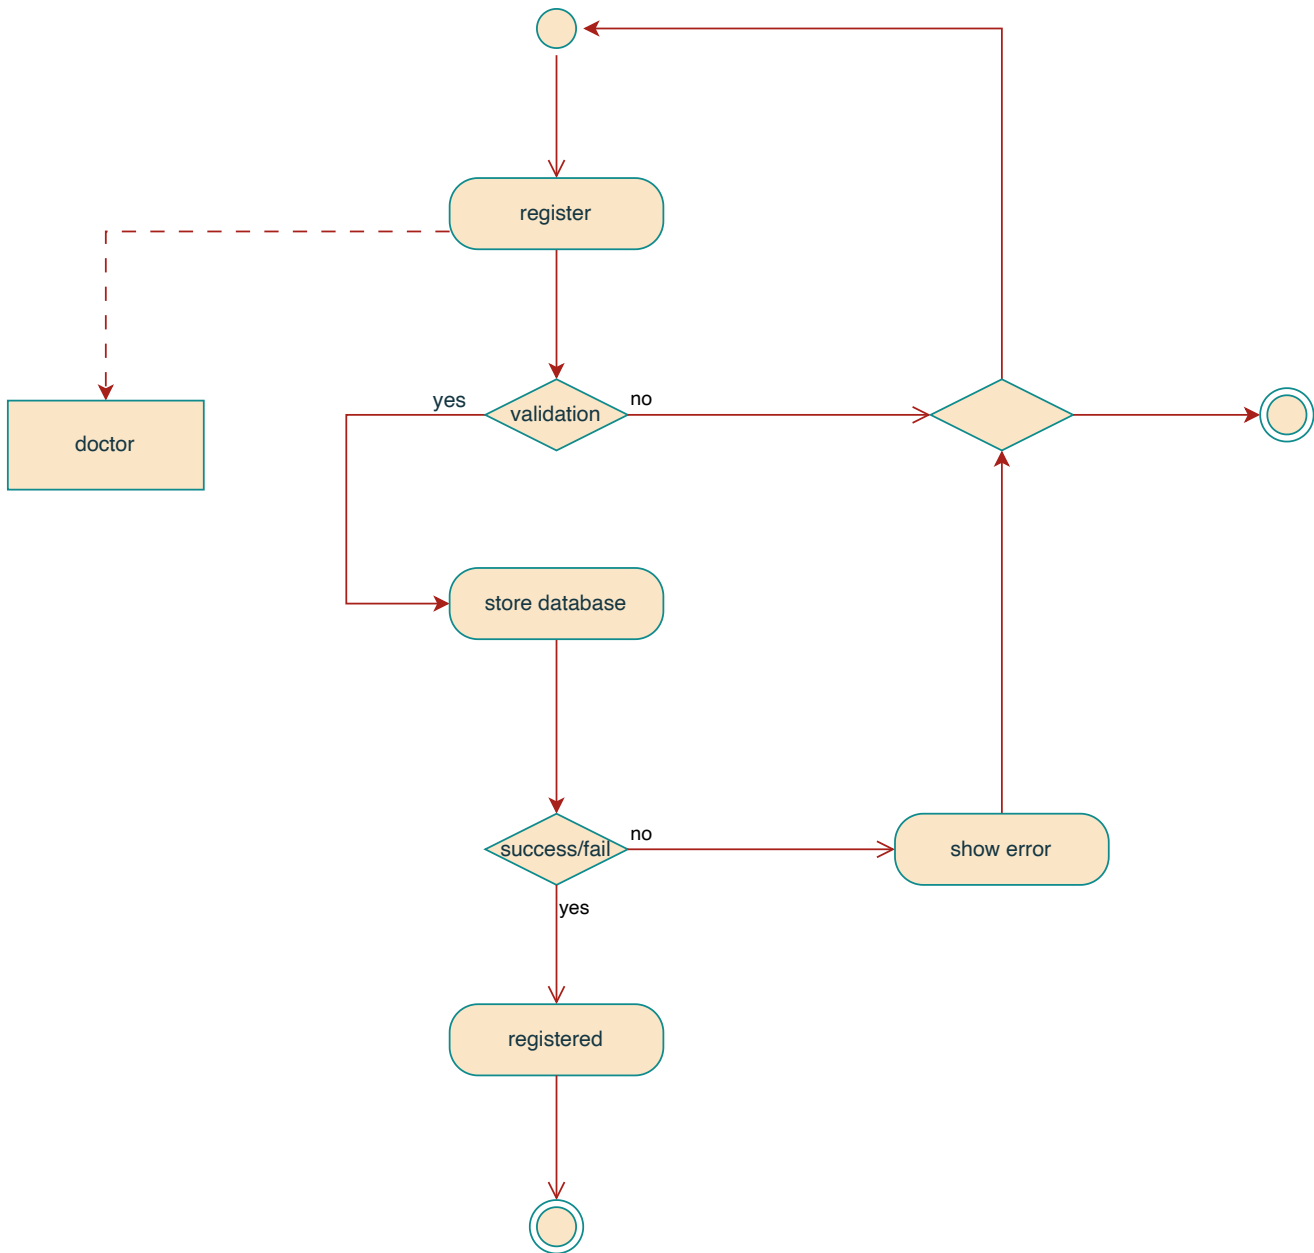 register
yes
validation
no
doctor
store database
success/fail
no
show error
yes
registered